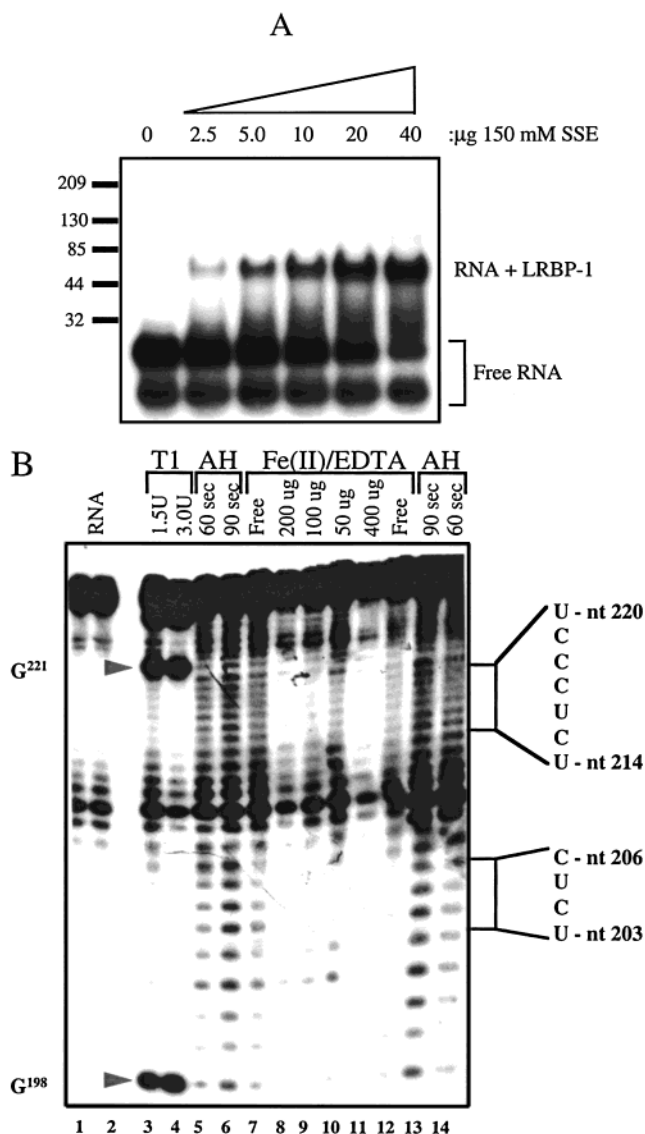 A
0 2.5 5.0 10 20 40 :µg 150 mM SSE
209
130
85
44
32
RNA + LRBP-1
Free RNA
B
T1 AH Fe(II)/EDTA AH
RNA 1.5U 3.0U 60 sec 90 sec Free 200 ug 100 ug 50 ug 400 ug Free 90 sec 60 sec
G221
G198
U - nt 220
C
C
C
U
C
U - nt 214
C - nt 206
U
C
U - nt 203
1 2 3 4 5 6 7 8 9 10 11 12 13 14